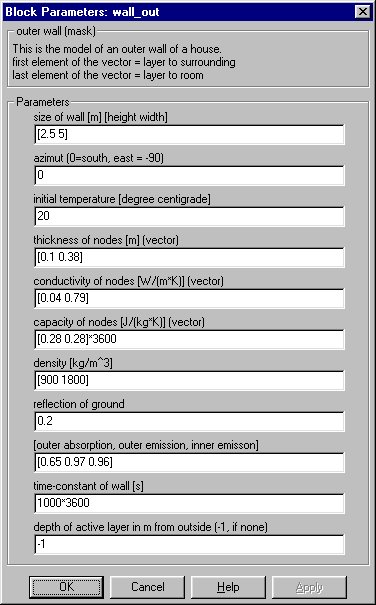 Block Parameters: wall_out
outer wall (mask)
This is the model of an outer wall of a house.
first element of the vector = layer to surrounding
last element of the vector = layer to room
Parameters
size of wall [m] [height width]
[2.5 5]
azimut (0=south, east = -90)
0
initial temperature [degree centigrade]
20
thickness of nodes [m] (vector)
[0.1 0.38]
conductivity of nodes [W/(m*K)] (vector)
[0.04 0.79]
capacity of nodes [J/(kg*K)] (vector)
[0.28 0.28]*3600
density [kg/m^3]
[900 1800]
reflection of ground
0.2
[outer absorption, outer emission, inner emisson]
[0.65 0.97 0.96]
time-constant of wall [s]
1000*3600
depth of active layer in m from outside (-1, if none)
-1
OK Cancel Help Apply